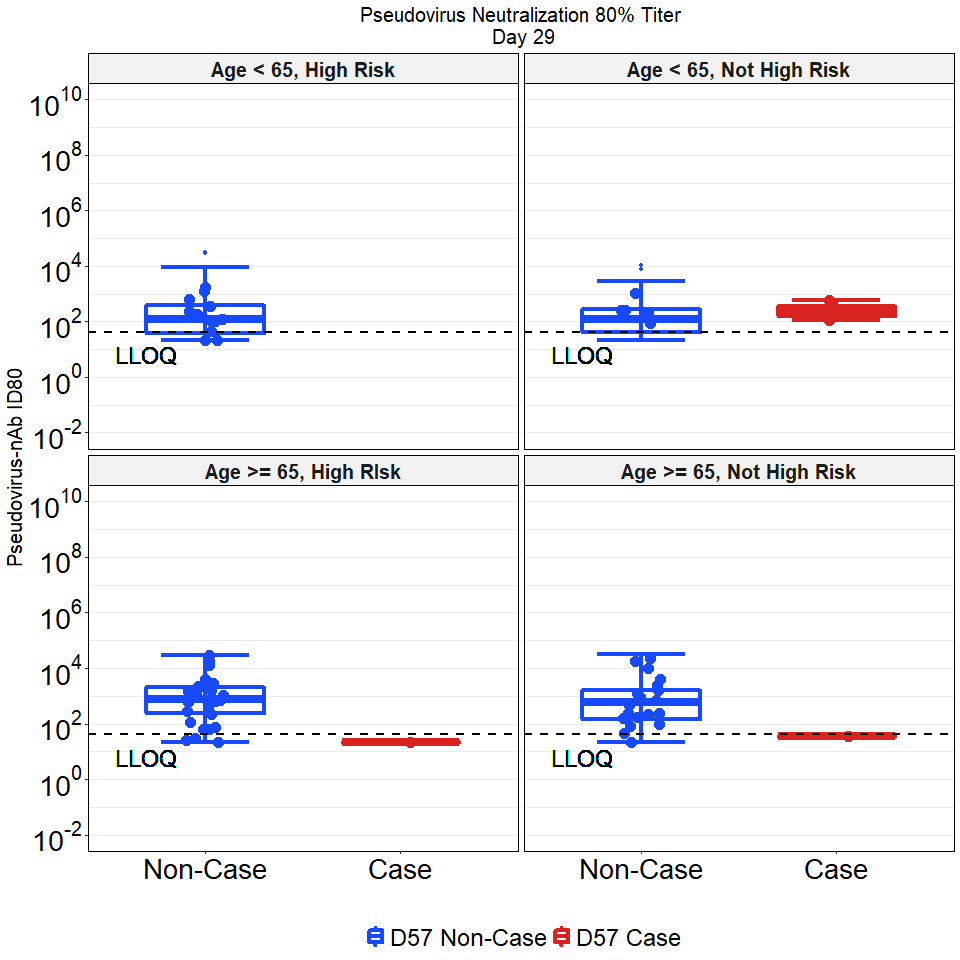 Pseudovirus Neutralization 80% Titer
Day 29
Age < 65, High Risk
Age < 65, Not High Risk
10^10
10^8
10^6
10^4
10^2
10^0
10^-2
LLOQ
LLOQ
Pseudovirus-nAb ID80
Age >= 65, High RIsk
Age >= 65, Not High Risk
10^10
10^8
10^6
10^4
10^2
10^0
10^-2
LLOQ
LLOQ
Non-Case Case Non-Case Case
D57 Non-Case D57 Case